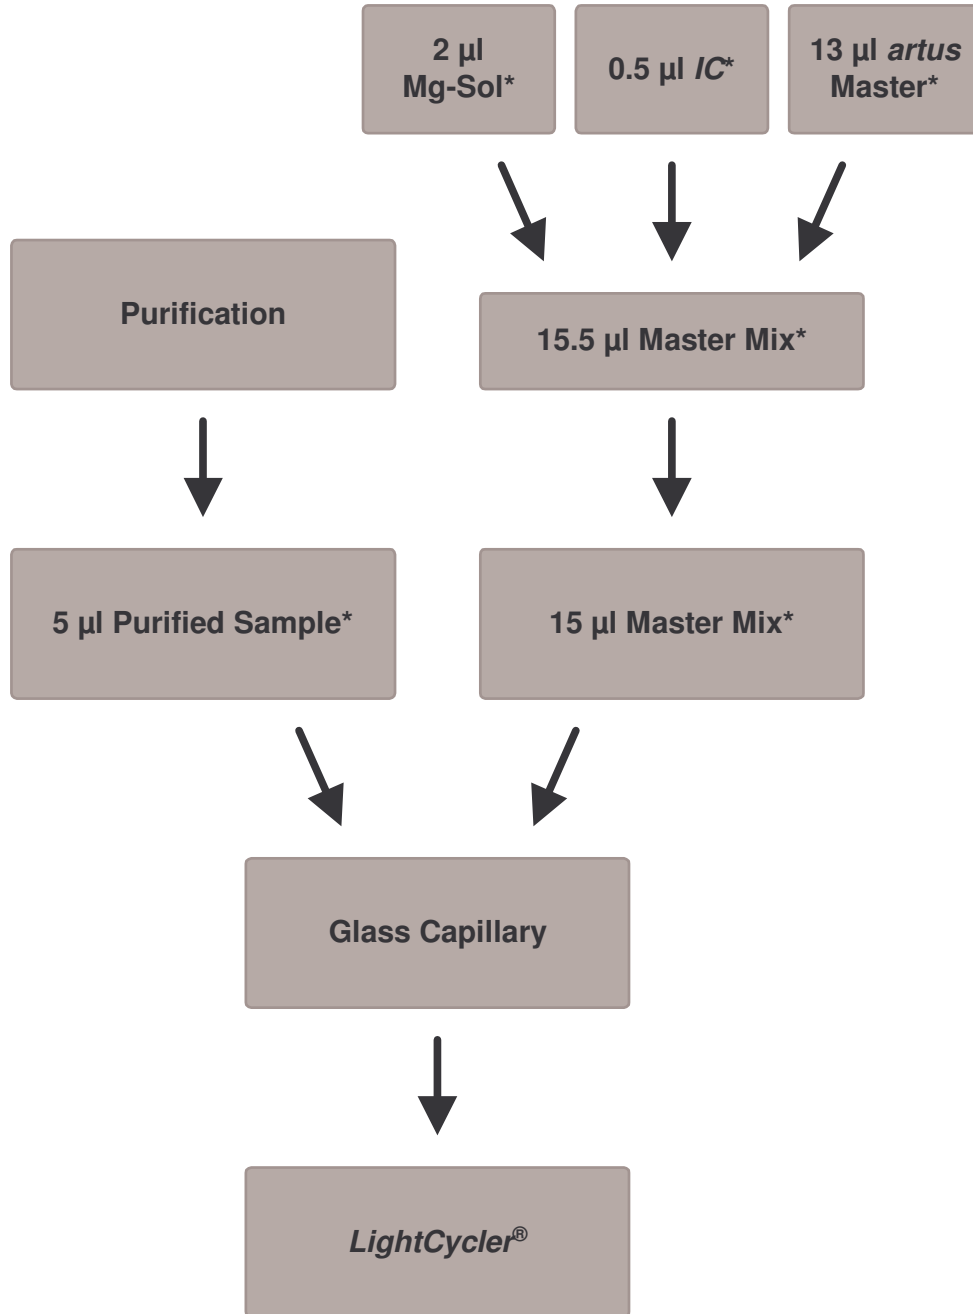 2 µl
Mg-Sol*
0.5 µl IC*
13 µl artus
Master*
Purification
15.5 µl Master Mix*
5 µl Purified Sample*
15 µl Master Mix*
Glass Capillary
LightCycler®